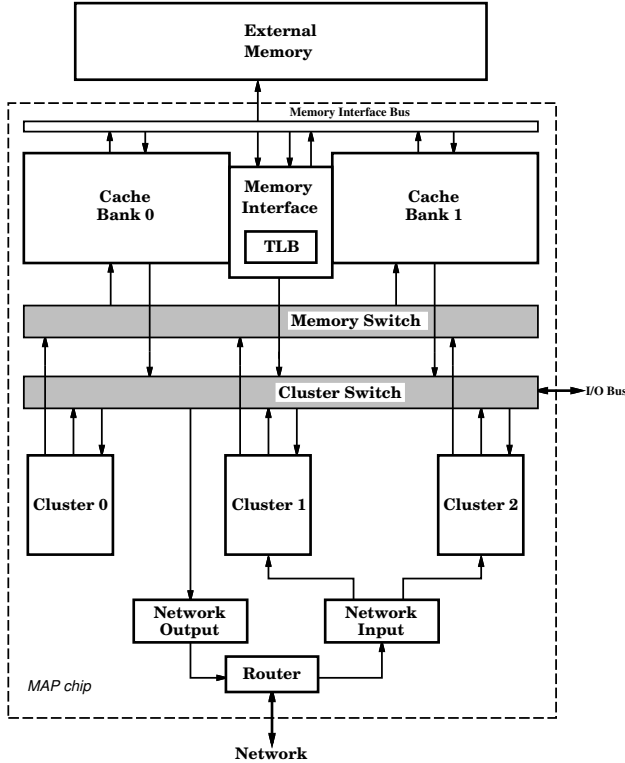 External
Memory
Memory Interface Bus
Cache
Bank 0
Memory
Interface
TLB
Cache
Bank 1
Memory Switch
Cluster Switch
I/O Bus
Cluster 0
Cluster 1
Cluster 2
Network
Output
Network
Input
Router
MAP chip
Network